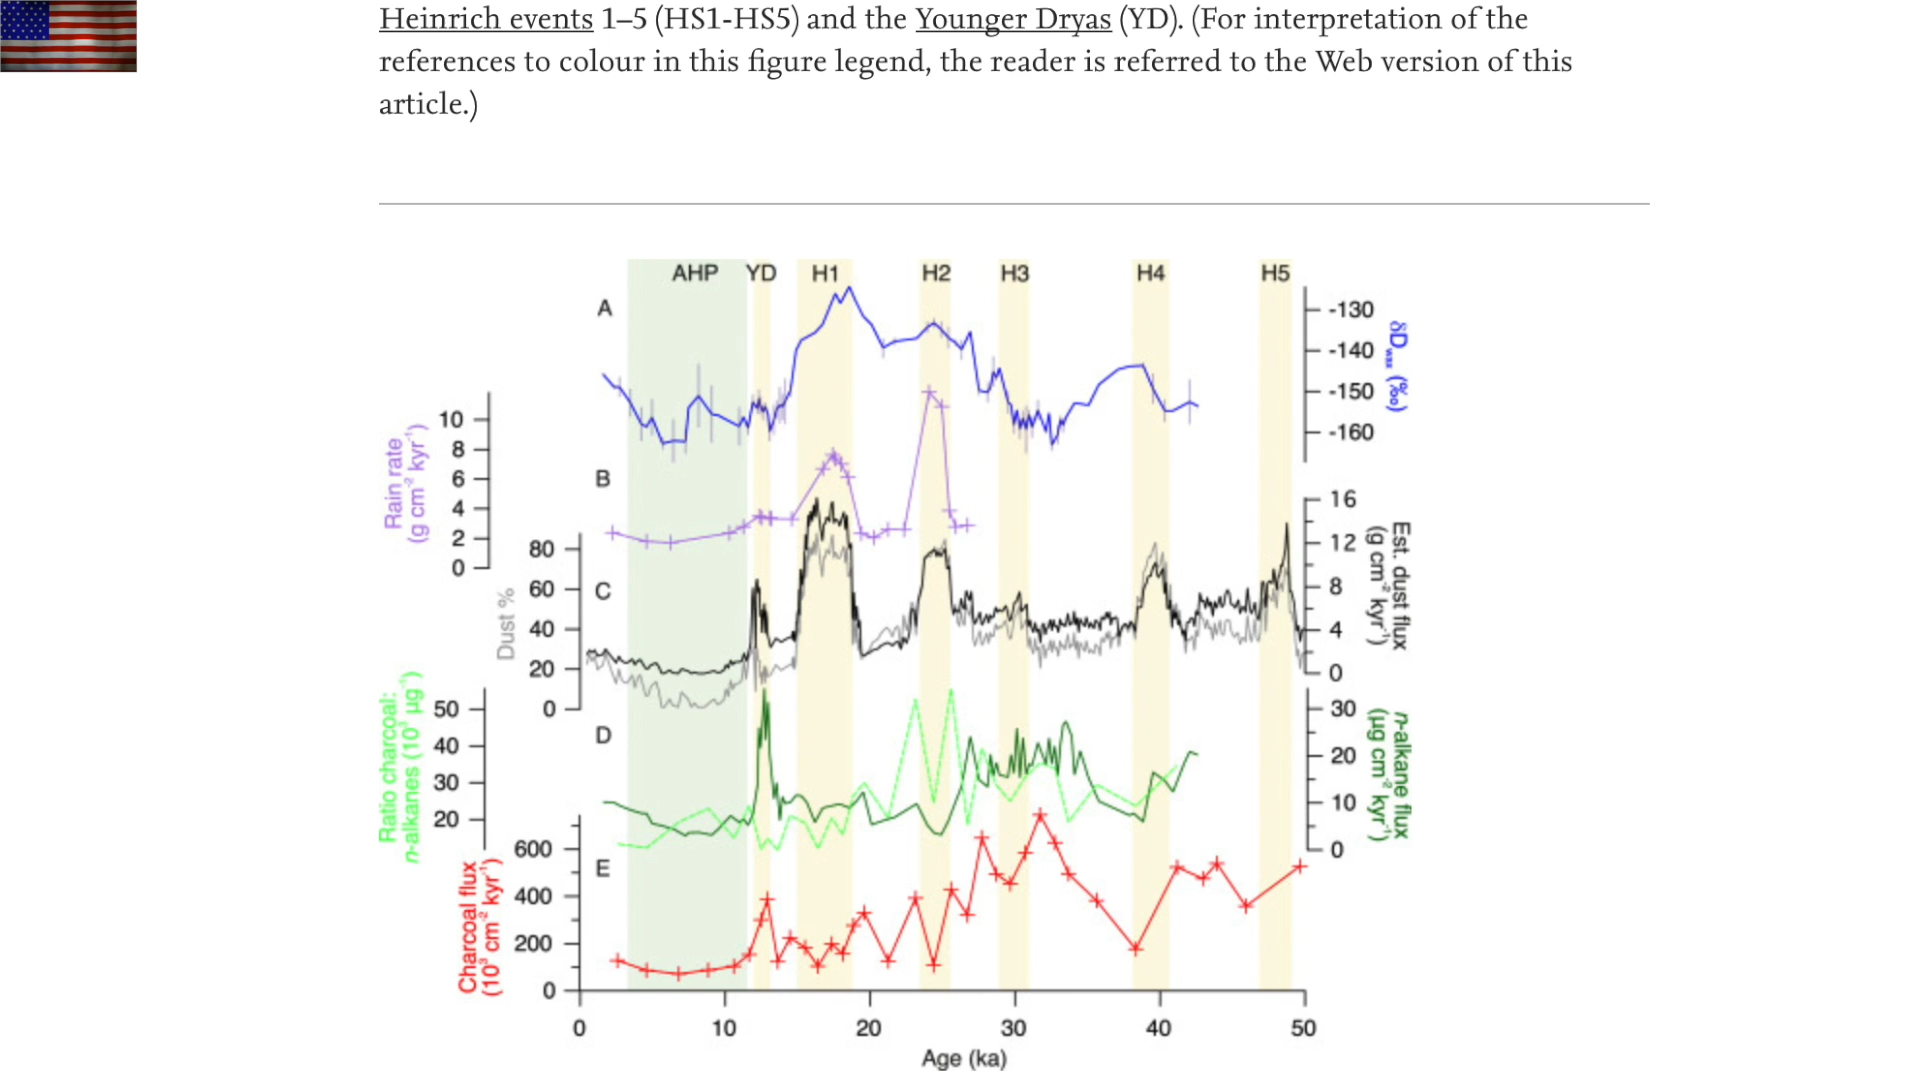 Heinrich events 1–5 (HS1-HS5) and the Younger Dryas (YD). (For interpretation of the
references to colour in this figure legend, the reader is referred to the Web version of this
article.)
AHP YD H1 H2 H3 H4 H5
A
-130
-140
-150
-160
δDwax (‰)
B
10
8
6
4
2
0
Rain rate
(g cm-2 kyr-1)
C
80
60
40
20
0
Dust %
16
12
8
4
0
Est. dust flux
(g cm-2 kyr-1)
D
50
40
30
20
Ratio charcoal:
n-alkanes (103 µg-1)
30
20
10
0
n-alkane flux
(µg cm-2 kyr-1)
E
600
400
200
0
Charcoal flux
(103 cm-2 kyr-1)
0 10 20 30 40 50
Age (ka)